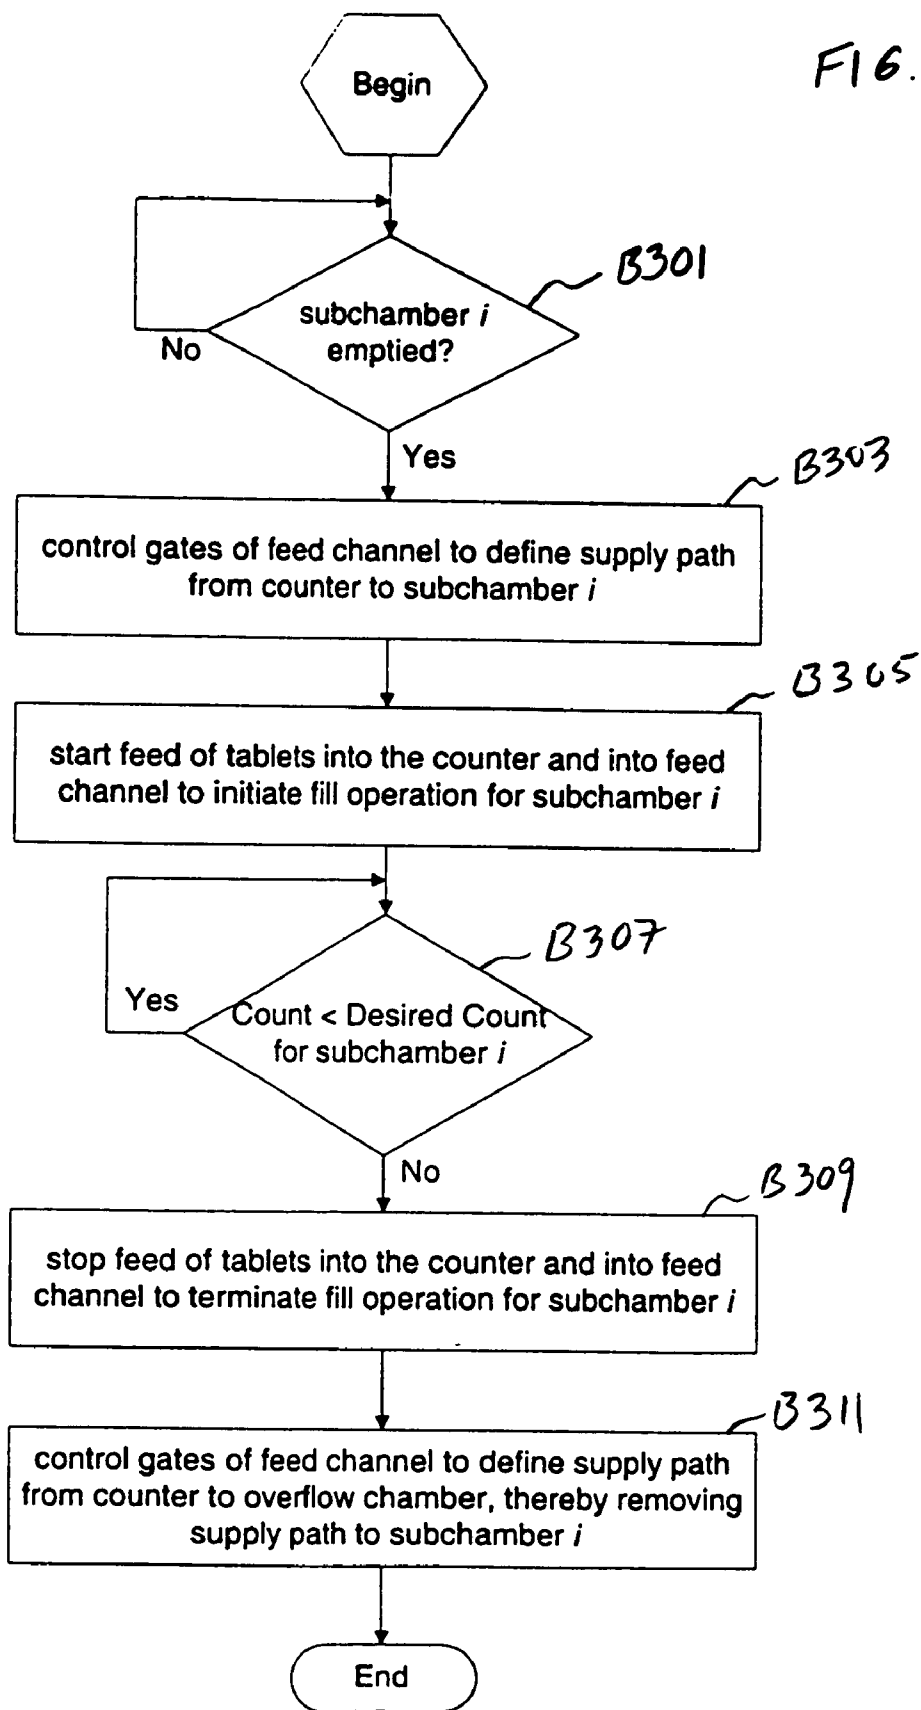 FIG.
Begin
B301
subchamber i
emptied?
No
Yes
B303
control gates of feed channel to define supply path
from counter to subchamber i
B305
start feed of tablets into the counter and into feed
channel to initiate fill operation for subchamber i
B307
Yes
Count < Desired Count
for subchamber i
No
B309
stop feed of tablets into the counter and into feed
channel to terminate fill operation for subchamber i
B311
control gates of feed channel to define supply path
from counter to overflow chamber, thereby removing
supply path to subchamber i
End